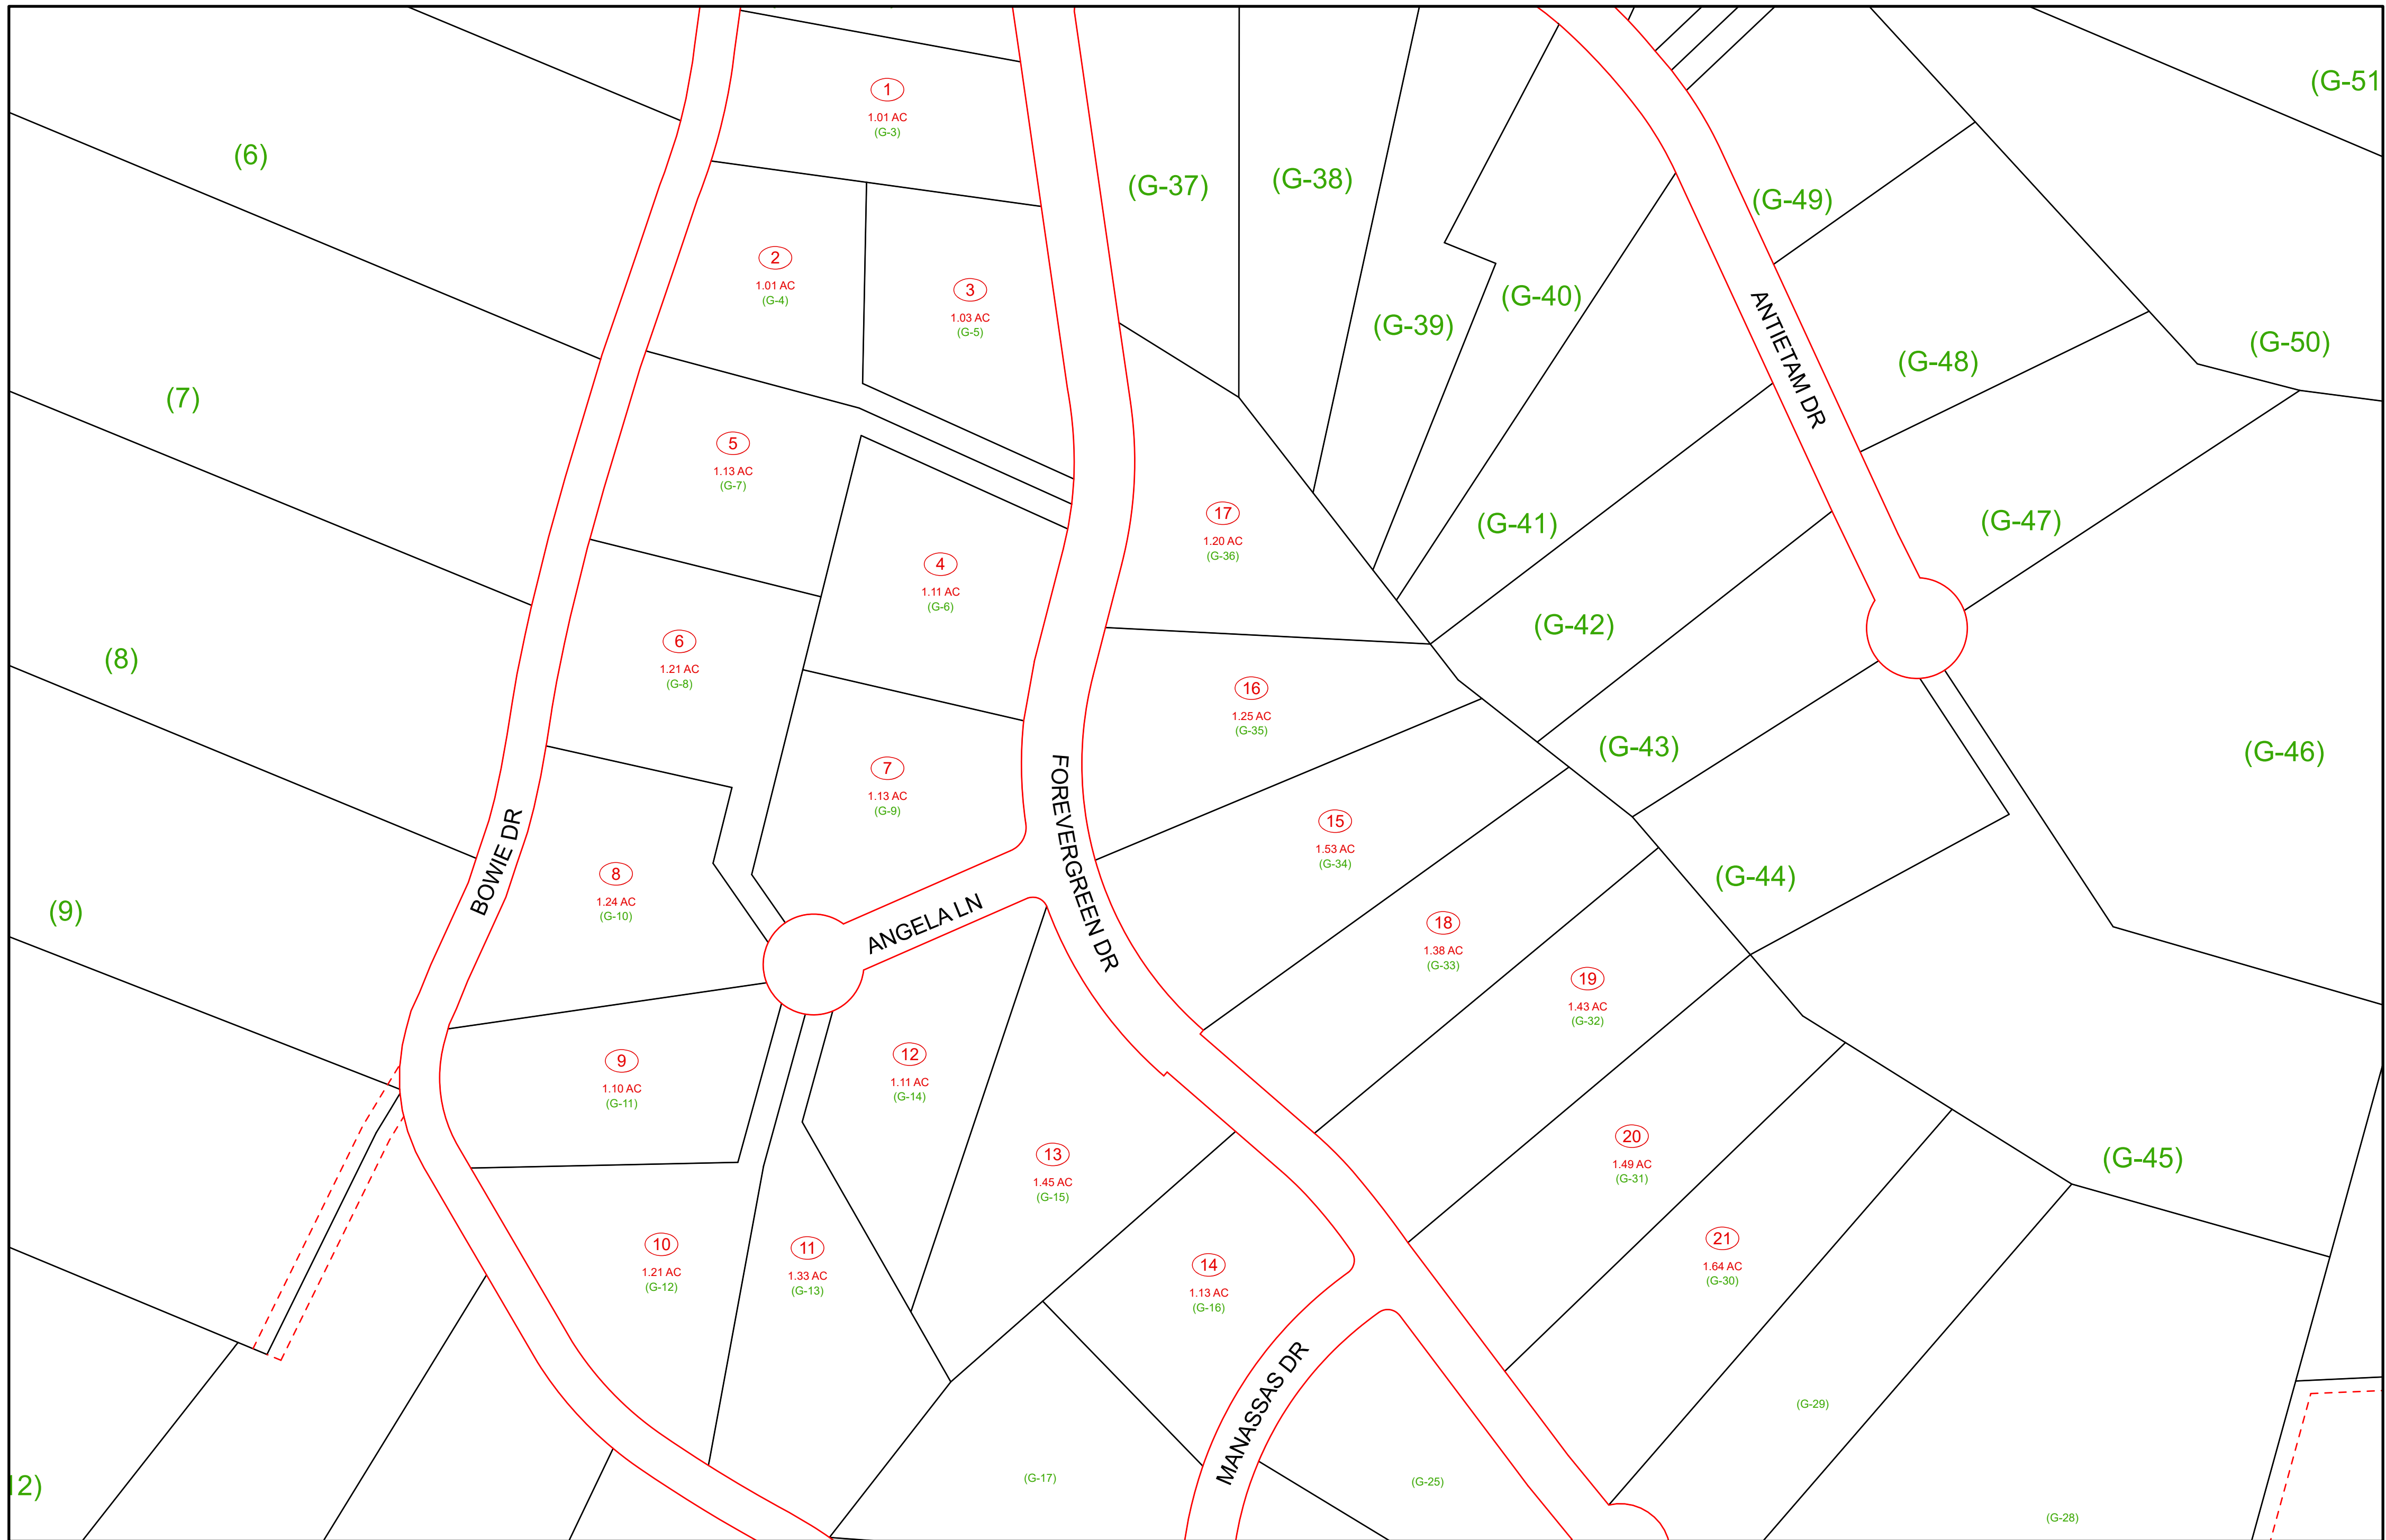 (G-51
1
1.01 AC
(G-3)
(6)
(G-37)
(G-38)
(G-49)
2
1.01 AC
(G-4)
3
1.03 AC
(G-5)
(G-39)
(G-40)
ANTIETAM DR
(G-48)
(G-50)
(7)
5
1.13 AC
(G-7)
17
1.20 AC
(G-36)
(G-41)
(G-47)
4
1.11 AC
(G-6)
(G-42)
(8)
6
1.21 AC
(G-8)
16
1.25 AC
(G-35)
(G-43)
(G-46)
7
1.13 AC
(G-9)
FOREVERGREEN DR
15
1.53 AC
(G-34)
BOWIE DR
8
1.24 AC
(G-10)
(G-44)
(9)
ANGELA LN
18
1.38 AC
(G-33)
19
1.43 AC
(G-32)
9
1.10 AC
(G-11)
12
1.11 AC
(G-14)
13
1.45 AC
(G-15)
20
1.49 AC
(G-31)
(G-45)
10
1.21 AC
(G-12)
11
1.33 AC
(G-13)
14
1.13 AC
(G-16)
21
1.64 AC
(G-30)
MANASSAS DR
(G-29)
(G-17)
(G-25)
2)
(G-28)